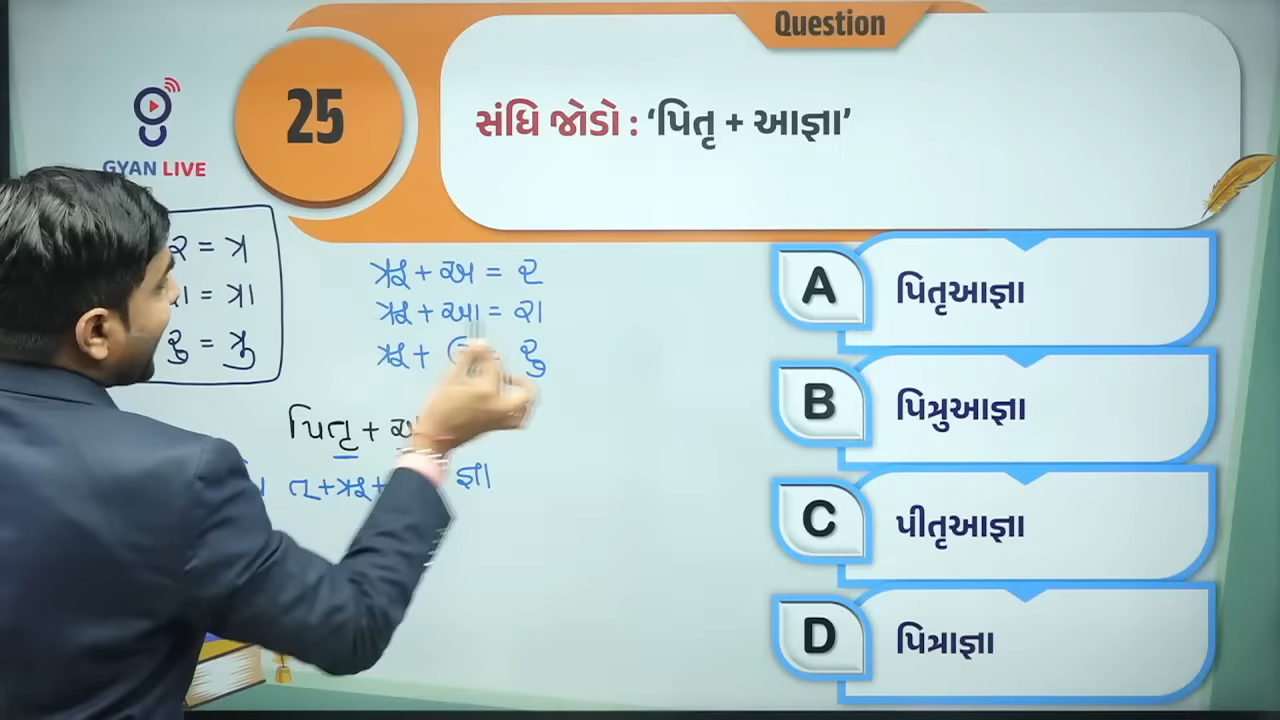 Question
25
સંધિ જોડો : ‘પિતૃ + આજ્ઞા’
GYAN LIVE
ર = ત્ર
ા = ત્રા
રુ = ત્રુ
ઋ + અ = ર
ઋ + આ = રા
ઋ + રુ
પિતૃ +
ત્ + ઋ + જ્ઞા
A પિતૃઆજ્ઞા
B પિત્રુઆજ્ઞા
C પીતૃઆજ્ઞા
D પિત્રાજ્ઞા